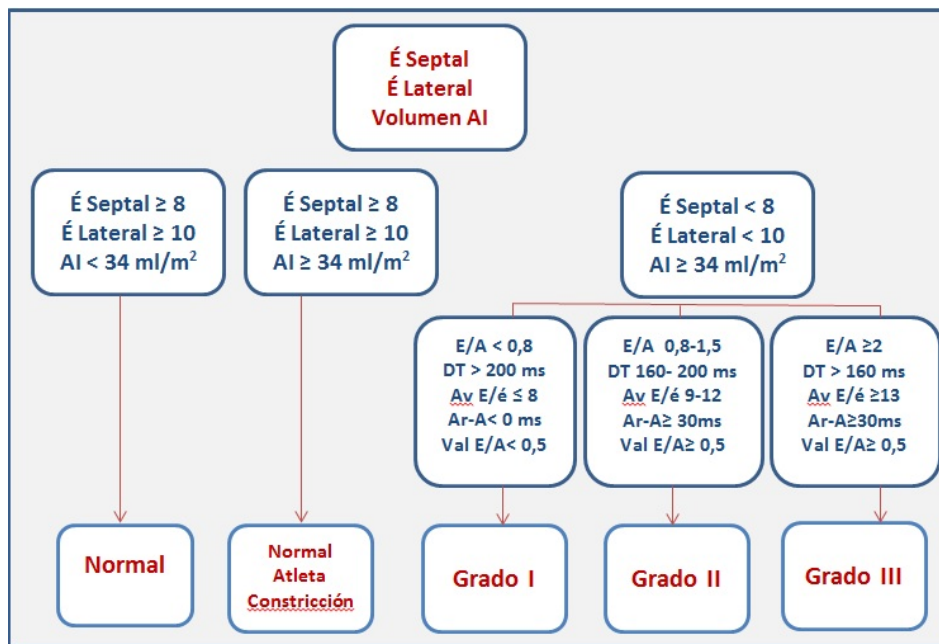 É Septal
É Lateral
Volumen AI
É Septal ≥ 8
É Lateral ≥ 10
AI < 34 ml/m²
É Septal ≥ 8
É Lateral ≥ 10
AI ≥ 34 ml/m²
É Septal < 8
É Lateral < 10
AI ≥ 34 ml/m²
E/A < 0,8
DT > 200 ms
Av E/é ≤ 8
Ar-A< 0 ms
Val E/A< 0,5
E/A 0,8-1,5
DT 160- 200 ms
Av E/é 9-12
Ar-A≥ 30ms
Val E/A≥ 0,5
E/A ≥2
DT > 160 ms
Av E/é ≥13
Ar-A≥30ms
Val E/A≥ 0,5
Normal
Normal
Atleta
Constricción
Grado I
Grado II
Grado III